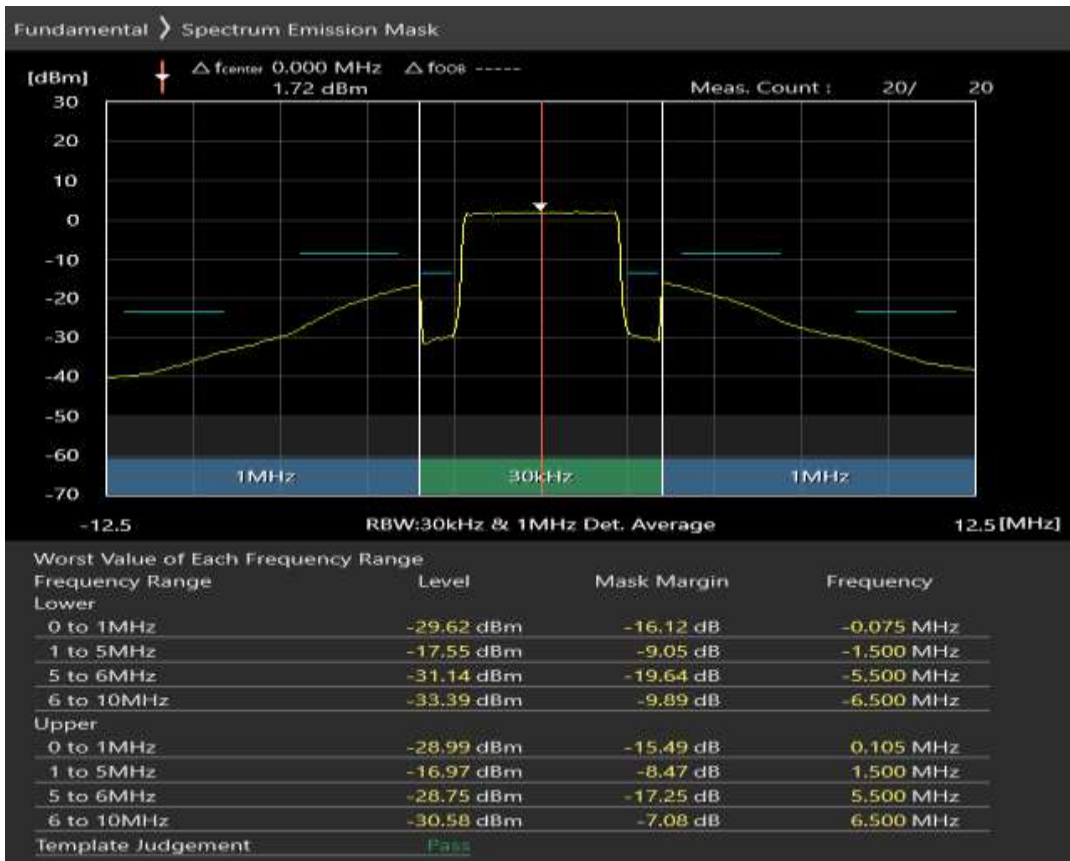 Fundamental 〉 Spectrum Emission Mask
[dBm] △ fcenter 0.000 MHz △ fOOB -----
1.72 dBm Meas. Count : 20/ 20
30
20
10
0
-10
-20
-30
-40
-50
-60
1MHz 30kHz 1MHz
-70
-12.5 RBW:30kHz & 1MHz Det. Average 12.5 [MHz]
Worst Value of Each Frequency Range
Frequency Range Level Mask Margin Frequency
Lower
0 to 1MHz -29.62 dBm -16.12 dB -0.075 MHz
1 to 5MHz -17.55 dBm -9.05 dB -1.500 MHz
5 to 6MHz -31.14 dBm -19.64 dB -5.500 MHz
6 to 10MHz -33.39 dBm -9.89 dB -6.500 MHz
Upper
0 to 1MHz -28.99 dBm -15.49 dB 0.105 MHz
1 to 5MHz -16.97 dBm -8.47 dB 1.500 MHz
5 to 6MHz -28.75 dBm -17.25 dB 5.500 MHz
6 to 10MHz -30.58 dBm -7.08 dB 6.500 MHz
Template Judgement Pass